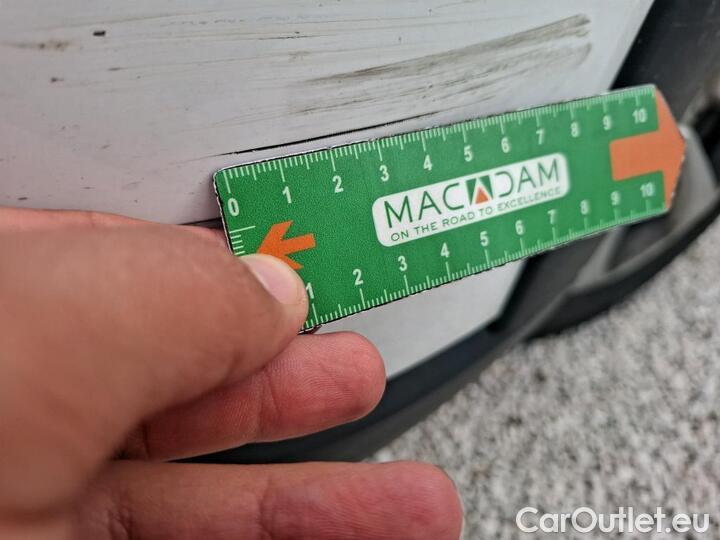 0 1 2 3 4 5 6 7 8 9 10
MACADAM
ON THE ROAD TO EXCELLENCE
1 2 3 4 5 6 7 8 9 10
CarOutlet.eu